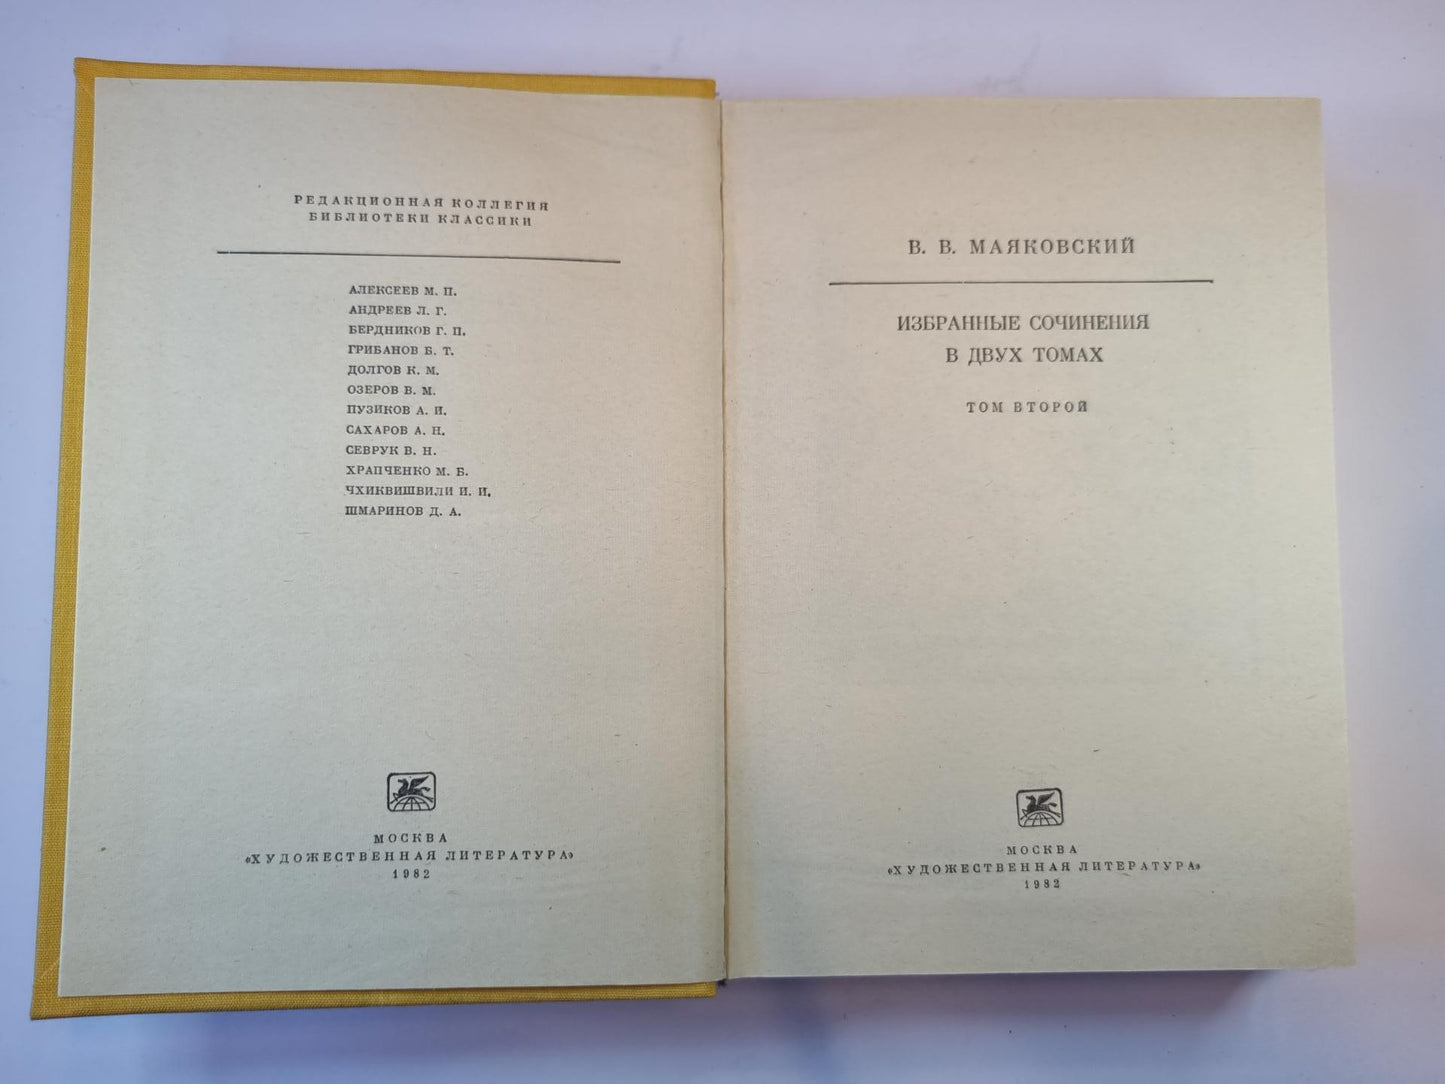 РЕДАКЦИОННАЯ КОЛЛЕГИЯ
БИБЛИОТЕКИ КЛАССИКИ
АЛЕКСЕЕВ М. П.
АНДРЕЕВ Л. Г.
БЕРДНИКОВ Г. П.
ГРИБАНОВ Б. Т.
ДОЛГОВ К. М.
ОЗЕРОВ В. М.
ПУЗИКОВ А. И.
САХАРОВ А. Н.
СЕВРУК В. Н.
ХРАПЧЕНКО М. Б.
ЧХИКВИШВИЛИ И. И.
ШМАРИНОВ Д. А.
МОСКВА
«ХУДОЖЕСТВЕННАЯ ЛИТЕРАТУРА»
1982
В. В. МАЯКОВСКИЙ
ИЗБРАННЫЕ СОЧИНЕНИЯ
В ДВУХ ТОМАХ
ТОМ ВТОРОЙ
МОСКВА
«ХУДОЖЕСТВЕННАЯ ЛИТЕРАТУРА»
1982